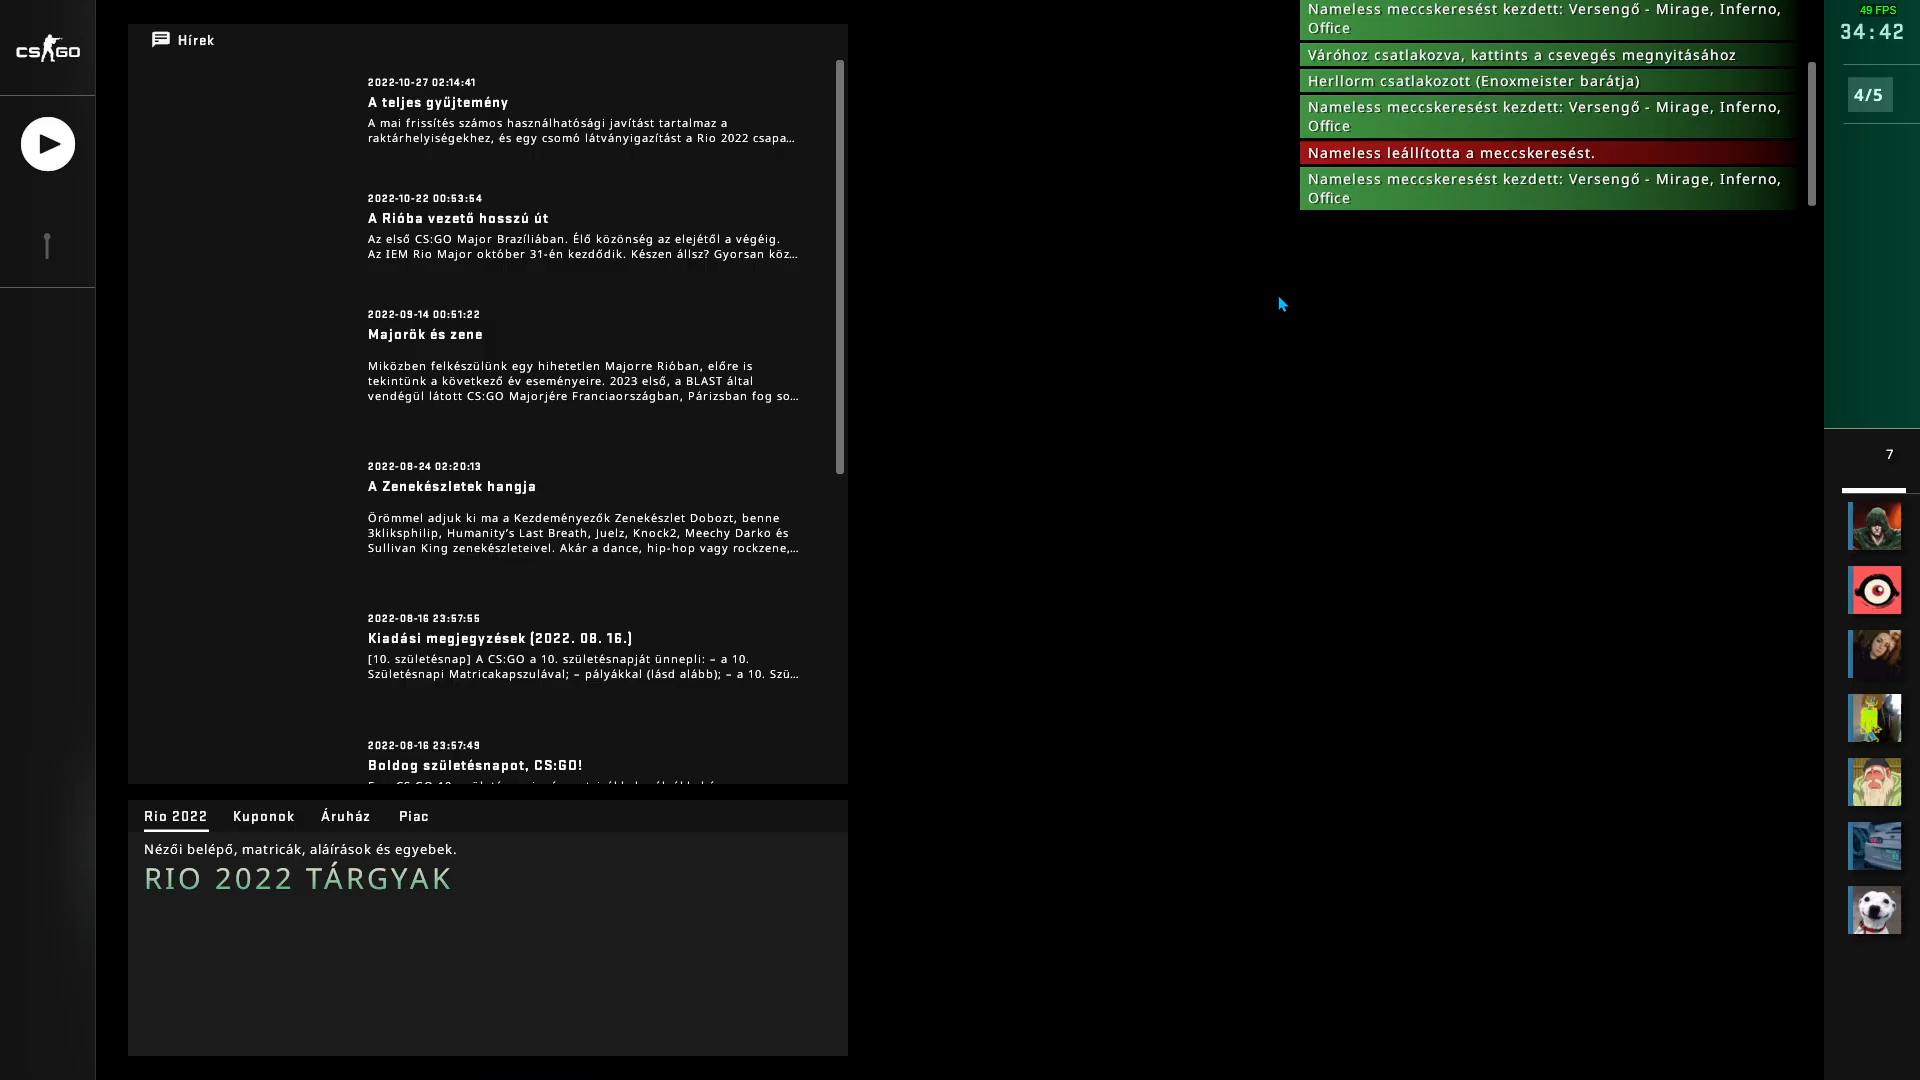 CS GO
Hírek
2022-10-27 02:14:41
A teljes gyűjtemény
A mai frissítés számos használhatósági javítást tartalmaz a
raktárhelyiségekhez, és egy csomó látványigazítást a Rio 2022 csapa…
2022-10-22 00:53:54
A Rióba vezető hosszú út
Az első CS:GO Major Brazíliában. Élő közönség az elejétől a végéig.
Az IEM Rio Major október 31-én kezdődik. Készen állsz? Gyorsan köz…
2022-09-14 00:51:22
Majorök és zene
Miközben felkészülünk egy hihetetlen Majorre Rióban, előre is
tekintünk a következő év eseményeire. 2023 első, a BLAST által
vendégül látott CS:GO Majorjére Franciaországban, Párizsban fog so…
2022-08-24 02:20:13
A Zenekészletek hangja
Örömmel adjuk ki ma a Kezdeményezők Zenekészlet Dobozt, benne
3kliksphilip, Humanity’s Last Breath, Juelz, Knock2, Meechy Darko és
Sullivan King zenekészleteivel. Akár a dance, hip-hop vagy rockzene,…
2022-08-16 23:57:55
Kiadási megjegyzések (2022. 08. 16.)
[10. születésnap] A CS:GO a 10. születésnapját ünnepli: – a 10.
Születésnapi Matricakapszulával; – pályákkal (lásd alább); – a 10. Szü…
2022-08-16 23:57:49
Boldog születésnapot, CS:GO!
Rio 2022 Kuponok Áruház Piac
Nézői belépő, matricák, aláírások és egyebek.
RIO 2022 TÁRGYAK
Nameless meccskeresést kezdett: Versengő - Mirage, Inferno,
Office
Váróhoz csatlakozva, kattints a csevegés megnyitásához
Herllorm csatlakozott (Enoxmeister barátja)
Nameless meccskeresést kezdett: Versengő - Mirage, Inferno,
Office
Nameless leállította a meccskeresést.
Nameless meccskeresést kezdett: Versengő - Mirage, Inferno,
Office
49 FPS
34:42
4/5
7